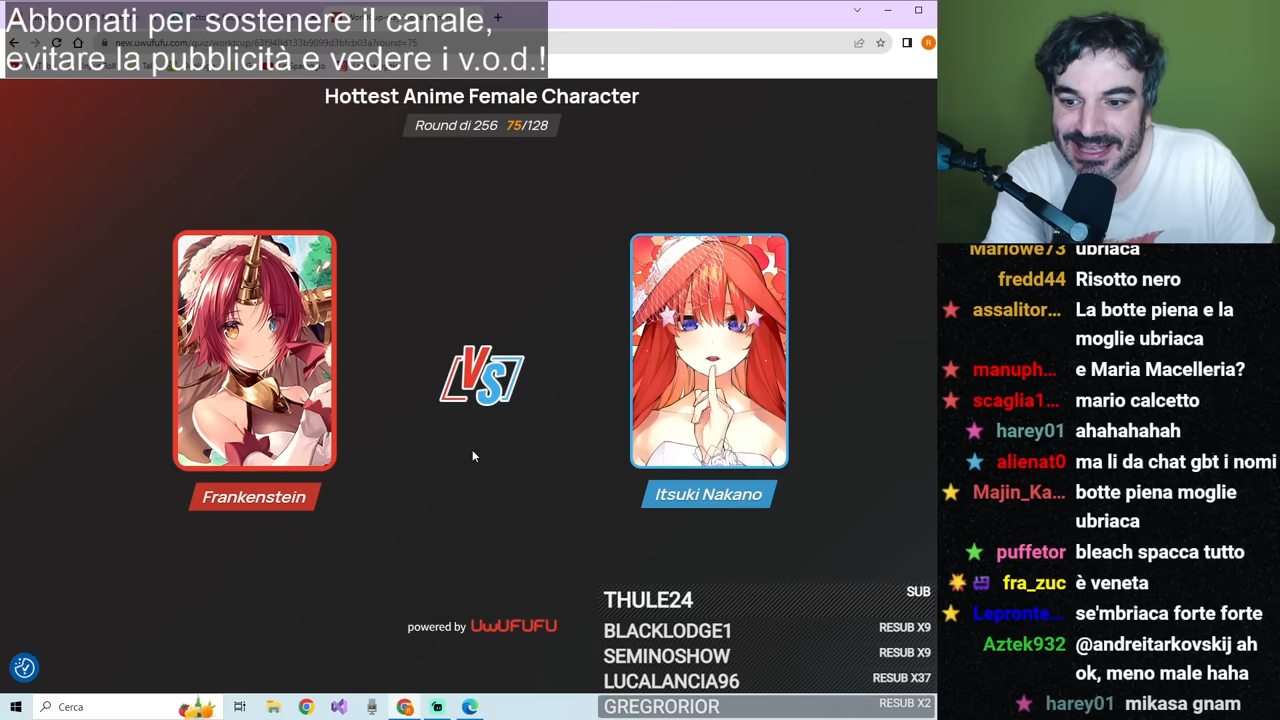 Abbonati per sostenere il canale,
evitare la pubblicità e vedere i v.o.d.!
Hottest Anime Female Character
Round di 256 75/128
VS
Frankenstein
Itsuki Nakano
powered by UwUFUFU
THULE24 SUB
BLACKLODGE1 RESUB X9
SEMINOSHOW RESUB X9
LUCALANCIA96 RESUB X37
GREGRORIOR RESUB X2
Cerca
Marlowe73 ubriaca
fredd44 Risotto nero
assalitor... La botte piena e la
moglie ubriaca
manuph... e Maria Macelleria?
scaglia1... mario calcetto
harey01 ahahahahah
alienat0 ma li da chat gbt i nomi
Majin_Ka... botte piena moglie
ubriaca
puffetor bleach spacca tutto
fra_zuc è veneta
Lepronte... se'mbriaca forte forte
Aztek932 @andreitarkovskij ah
ok, meno male haha
harey01 mikasa gnam